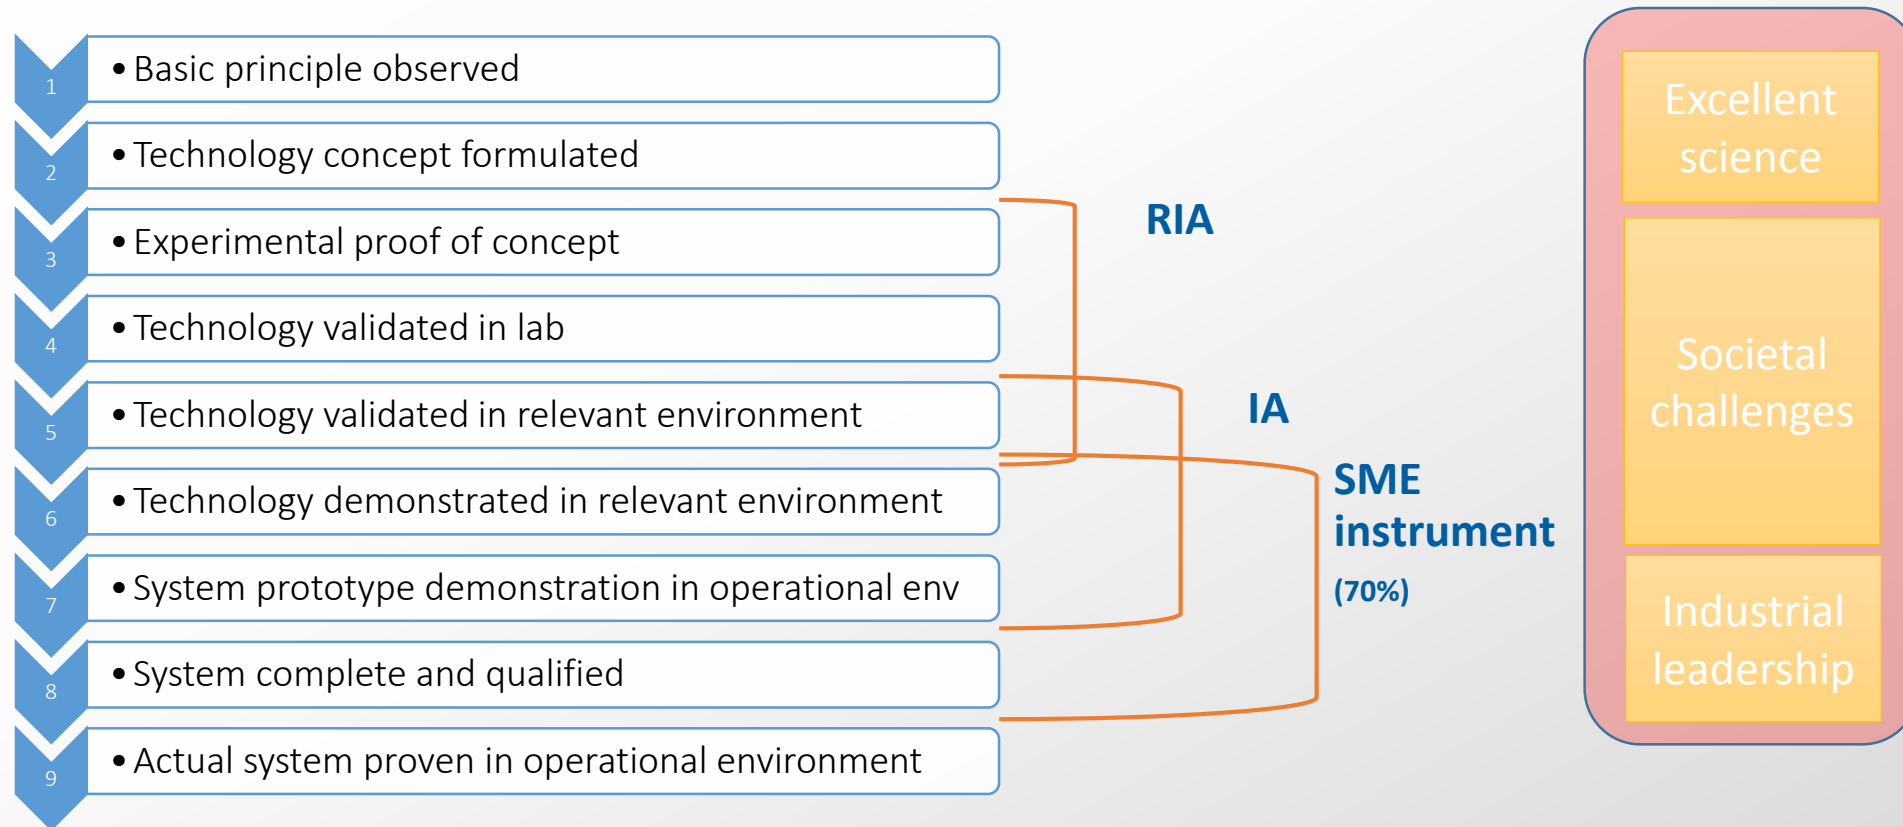 1
• Basic principle observed
2
• Technology concept formulated
3
• Experimental proof of concept
4
• Technology validated in lab
5
• Technology validated in relevant environment
6
• Technology demonstrated in relevant environment
7
• System prototype demonstration in operational env
8
• System complete and qualified
9
• Actual system proven in operational environment
RIA
IA
SME
instrument
(70%)
Excellent
science
Societal
challenges
Industrial
leadership